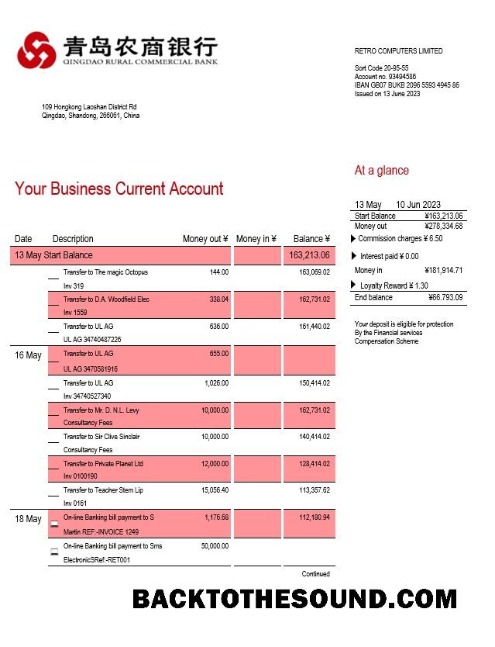 青岛农商银行
QINGDAO RURAL COMMERCIAL BANK
RETRO COMPUTERS LIMITED
Sort Code 20-95-55
Account no. 93494586
IBAN GB07 BUKB 2096 5593 4945 86
Issued on 13 June 2023
109 Hongkong Laoshan District Rd
Qingdao, Shandong, 266061, China
At a glance
Your Business Current Account
13 May 10 Jun 2023
Start Balance ¥163,213.06
Money out ¥278,334.68
Commission charges ¥ 6.50
Interest paid ¥ 0.00
Money in ¥181,914.71
Loyalty Reward ¥ 1.30
End balance ¥66.793.09
Your deposit is eligible for protection
By the Financial services
Compensation Scheme
Date Description Money out ¥ Money in ¥ Balance ¥
13 May Start Balance 163,213.06
Transfer to The magic Octopus 144.00 163,069.02
Inv 319
Transfer to D.A. Woodfield Elec 338.04 162,731.02
Inv 1559
Transfer to UL AG 636.00 161,440.02
UL AG 34740487226
16 May Transfer to UL AG 655.00
UL AG 3470581916
Transfer to UL AG 1,026.00 150,414.02
Inv 34740527340
Transfer to Mr. D. N.L. Levy 10,000.00 162,731.02
Consultancy Fees
Transfer to Sir Clive Sinclair 10,000.00 140,414.02
Consultancy Fees
Transfer to Private Planet Ltd 12,000.00 128,414.02
Inv 0100190
Transfer to Teacher Stem Lip 15,056.40 113,357.62
Inv 0161
18 May On-line Banking bill payment to S 1,176.68 112,180.94
Martin REF:-INVOICE 1249
On-line Banking bill payment to Sms 50,000.00
ElectronicSRef:-RET001
Continued
BACKTOTHESOUND.COM